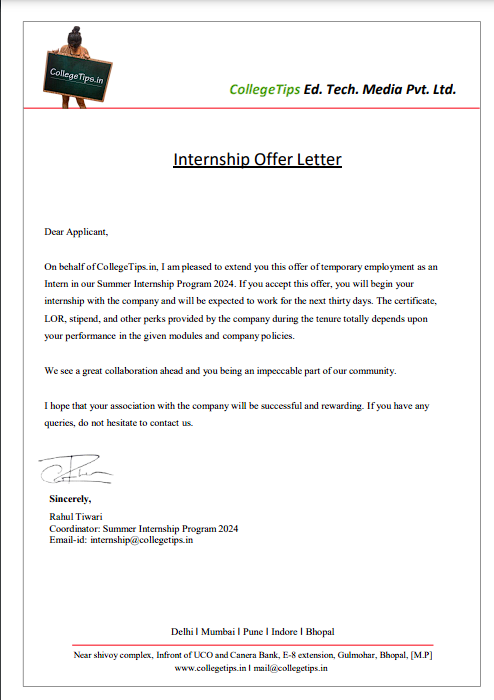 CollegeTips.in
CollegeTips Ed. Tech. Media Pvt. Ltd.
Internship Offer Letter
Dear Applicant,
On behalf of CollegeTips.in, I am pleased to extend you this offer of temporary employment as an
Intern in our Summer Internship Program 2024. If you accept this offer, you will begin your
internship with the company and will be expected to work for the next thirty days. The certificate,
LOR, stipend, and other perks provided by the company during the tenure totally depends upon
your performance in the given modules and company policies.
We see a great collaboration ahead and you being an impeccable part of our community.
I hope that your association with the company will be successful and rewarding. If you have any
queries, do not hesitate to contact us.
Sincerely,
Rahul Tiwari
Coordinator: Summer Internship Program 2024
Email-id: internship@collegetips.in
Delhi | Mumbai | Pune | Indore | Bhopal
Near shivoy complex, Infront of UCO and Canera Bank, E-8 extension, Gulmohar, Bhopal, [M.P]
www.collegetips.in | mail@collegetips.in